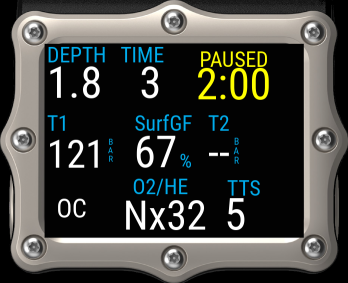 DEPTH TIME PAUSED
1.8 3 2:00
T1 SurfGF T2
121 BAR 67% -- BAR
O2/HE TTS
OC Nx32 5